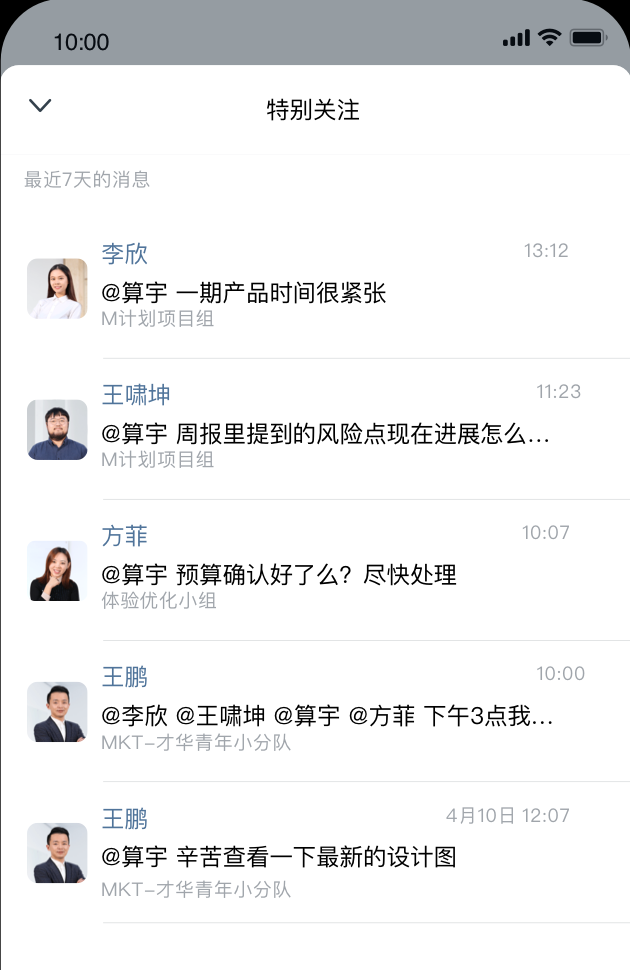 10:00
特别关注
最近7天的消息
李欣 13:12
@算宇 一期产品时间很紧张
M计划项目组
王啸坤 11:23
@算宇 周报里提到的风险点现在进展怎么...
M计划项目组
方菲 10:07
@算宇 预算确认好了么？尽快处理
体验优化小组
王鹏 10:00
@李欣 @王啸坤 @算宇 @方菲 下午3点我...
MKT-才华青年小分队
王鹏 4月10日 12:07
@算宇 辛苦查看一下最新的设计图
MKT-才华青年小分队